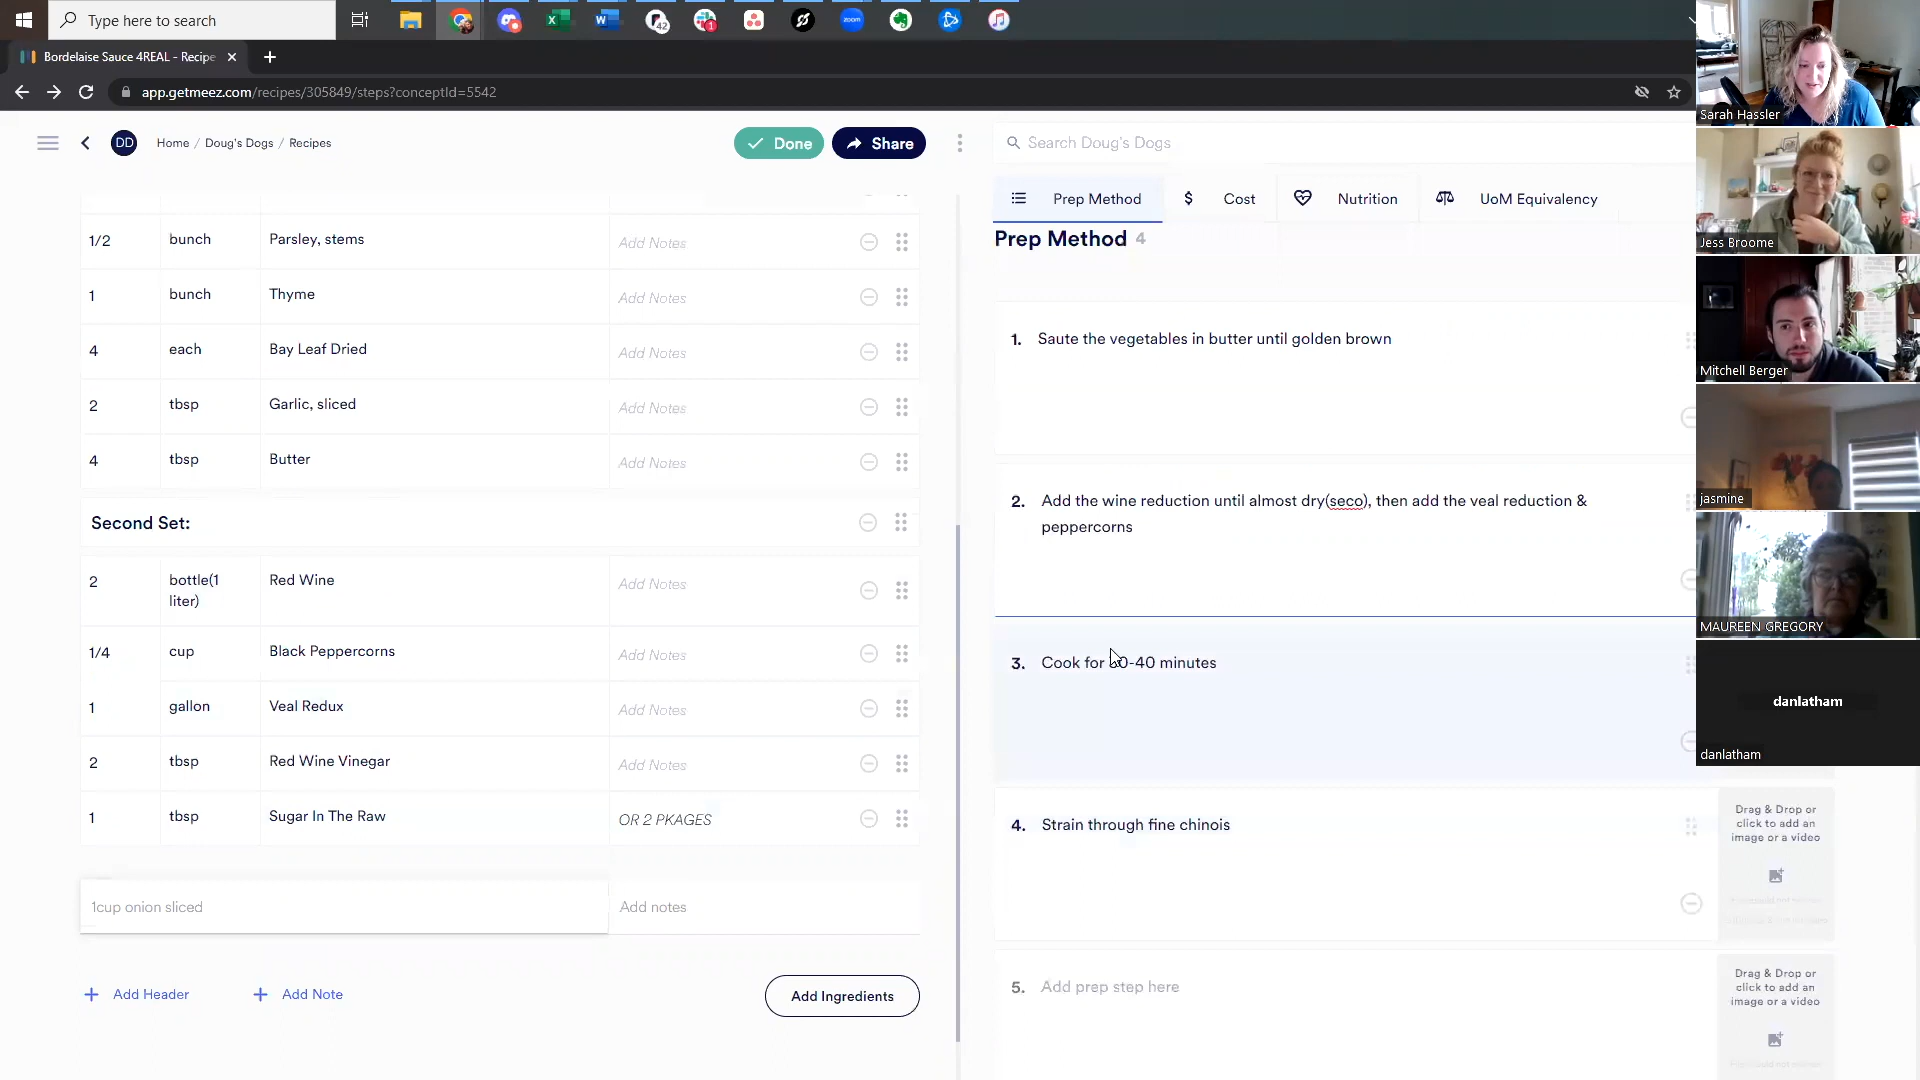 Type here to search
42
1
zoom
Bordelaise Sauce 4REAL - Recipe
app.getmeez.com/recipes/305849/steps?conceptId=5542
DD
Home / Doug's Dogs / Recipes
Done
Share
Search Doug's Dogs
Prep Method
$ Cost
Nutrition
UoM Equivalency
1/2 bunch Parsley, stems Add Notes
1 bunch Thyme Add Notes
4 each Bay Leaf Dried Add Notes
2 tbsp Garlic, sliced Add Notes
4 tbsp Butter Add Notes
Second Set:
2 bottle(1 liter) Red Wine Add Notes
1/4 cup Black Peppercorns Add Notes
1 gallon Veal Redux Add Notes
2 tbsp Red Wine Vinegar Add Notes
1 tbsp Sugar In The Raw OR 2 PKAGES
1cup onion sliced Add notes
+ Add Header
+ Add Note
Add Ingredients
Prep Method 4
1. Saute the vegetables in butter until golden brown
2. Add the wine reduction until almost dry(seco), then add the veal reduction &
peppercorns
3. Cook for 0-40 minutes
4. Strain through fine chinois
Drag & Drop or
click to add an
image or a video
5. Add prep step here
Drag & Drop or
click to add an
image or a video
Sarah Hassler
Jess Broome
Mitchell Berger
jasmine
MAUREEN GREGORY
danlatham
danlatham